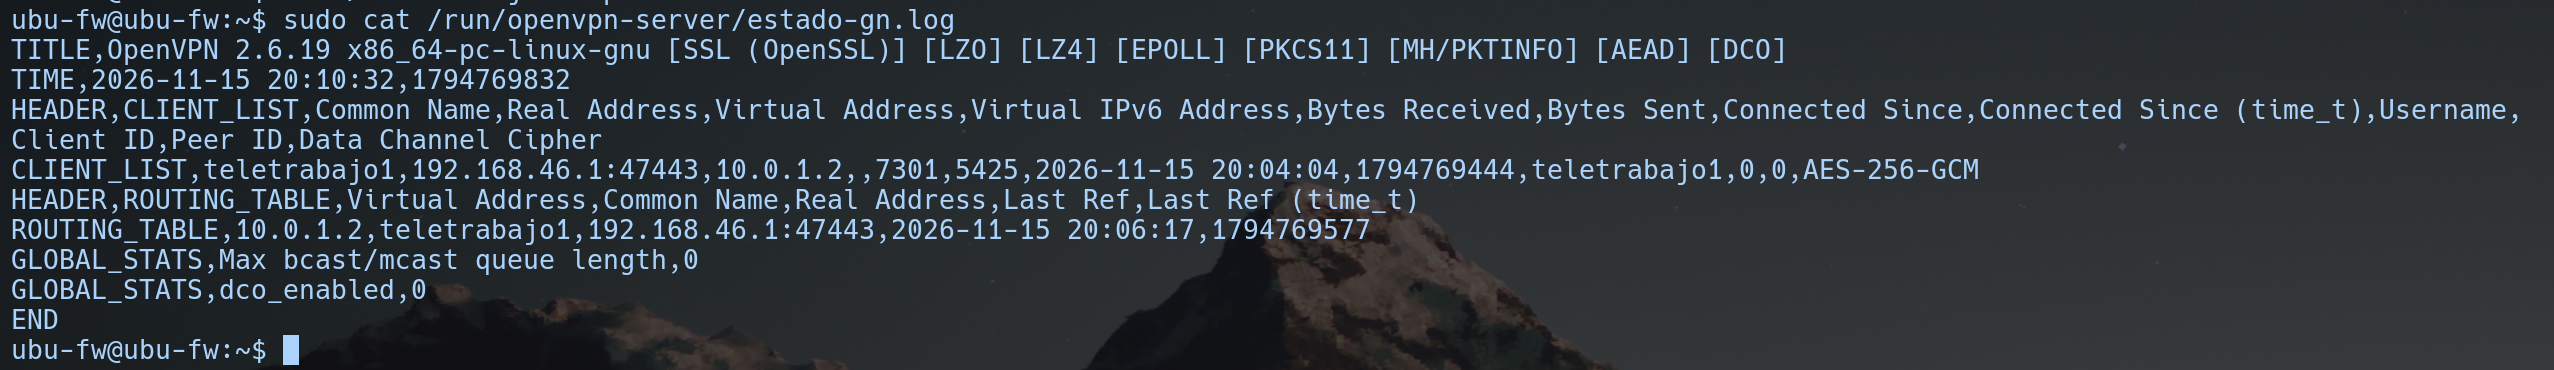 ubu-fw@ubu-fw:~$ sudo cat /run/openvpn-server/estado-gn.log
TITLE,OpenVPN 2.6.19 x86_64-pc-linux-gnu [SSL (OpenSSL)] [LZO] [LZ4] [EPOLL] [PKCS11] [MH/PKTINFO] [AEAD] [DCO]
TIME,2026-11-15 20:10:32,1794769832
HEADER,CLIENT_LIST,Common Name,Real Address,Virtual Address,Virtual IPv6 Address,Bytes Received,Bytes Sent,Connected Since,Connected Since (time_t),Username,
Client ID,Peer ID,Data Channel Cipher
CLIENT_LIST,teletrabajo1,192.168.46.1:47443,10.0.1.2,,7301,5425,2026-11-15 20:04:04,1794769444,teletrabajo1,0,0,AES-256-GCM
HEADER,ROUTING_TABLE,Virtual Address,Common Name,Real Address,Last Ref,Last Ref (time_t)
ROUTING_TABLE,10.0.1.2,teletrabajo1,192.168.46.1:47443,2026-11-15 20:06:17,1794769577
GLOBAL_STATS,Max bcast/mcast queue length,0
GLOBAL_STATS,dco_enabled,0
END
ubu-fw@ubu-fw:~$